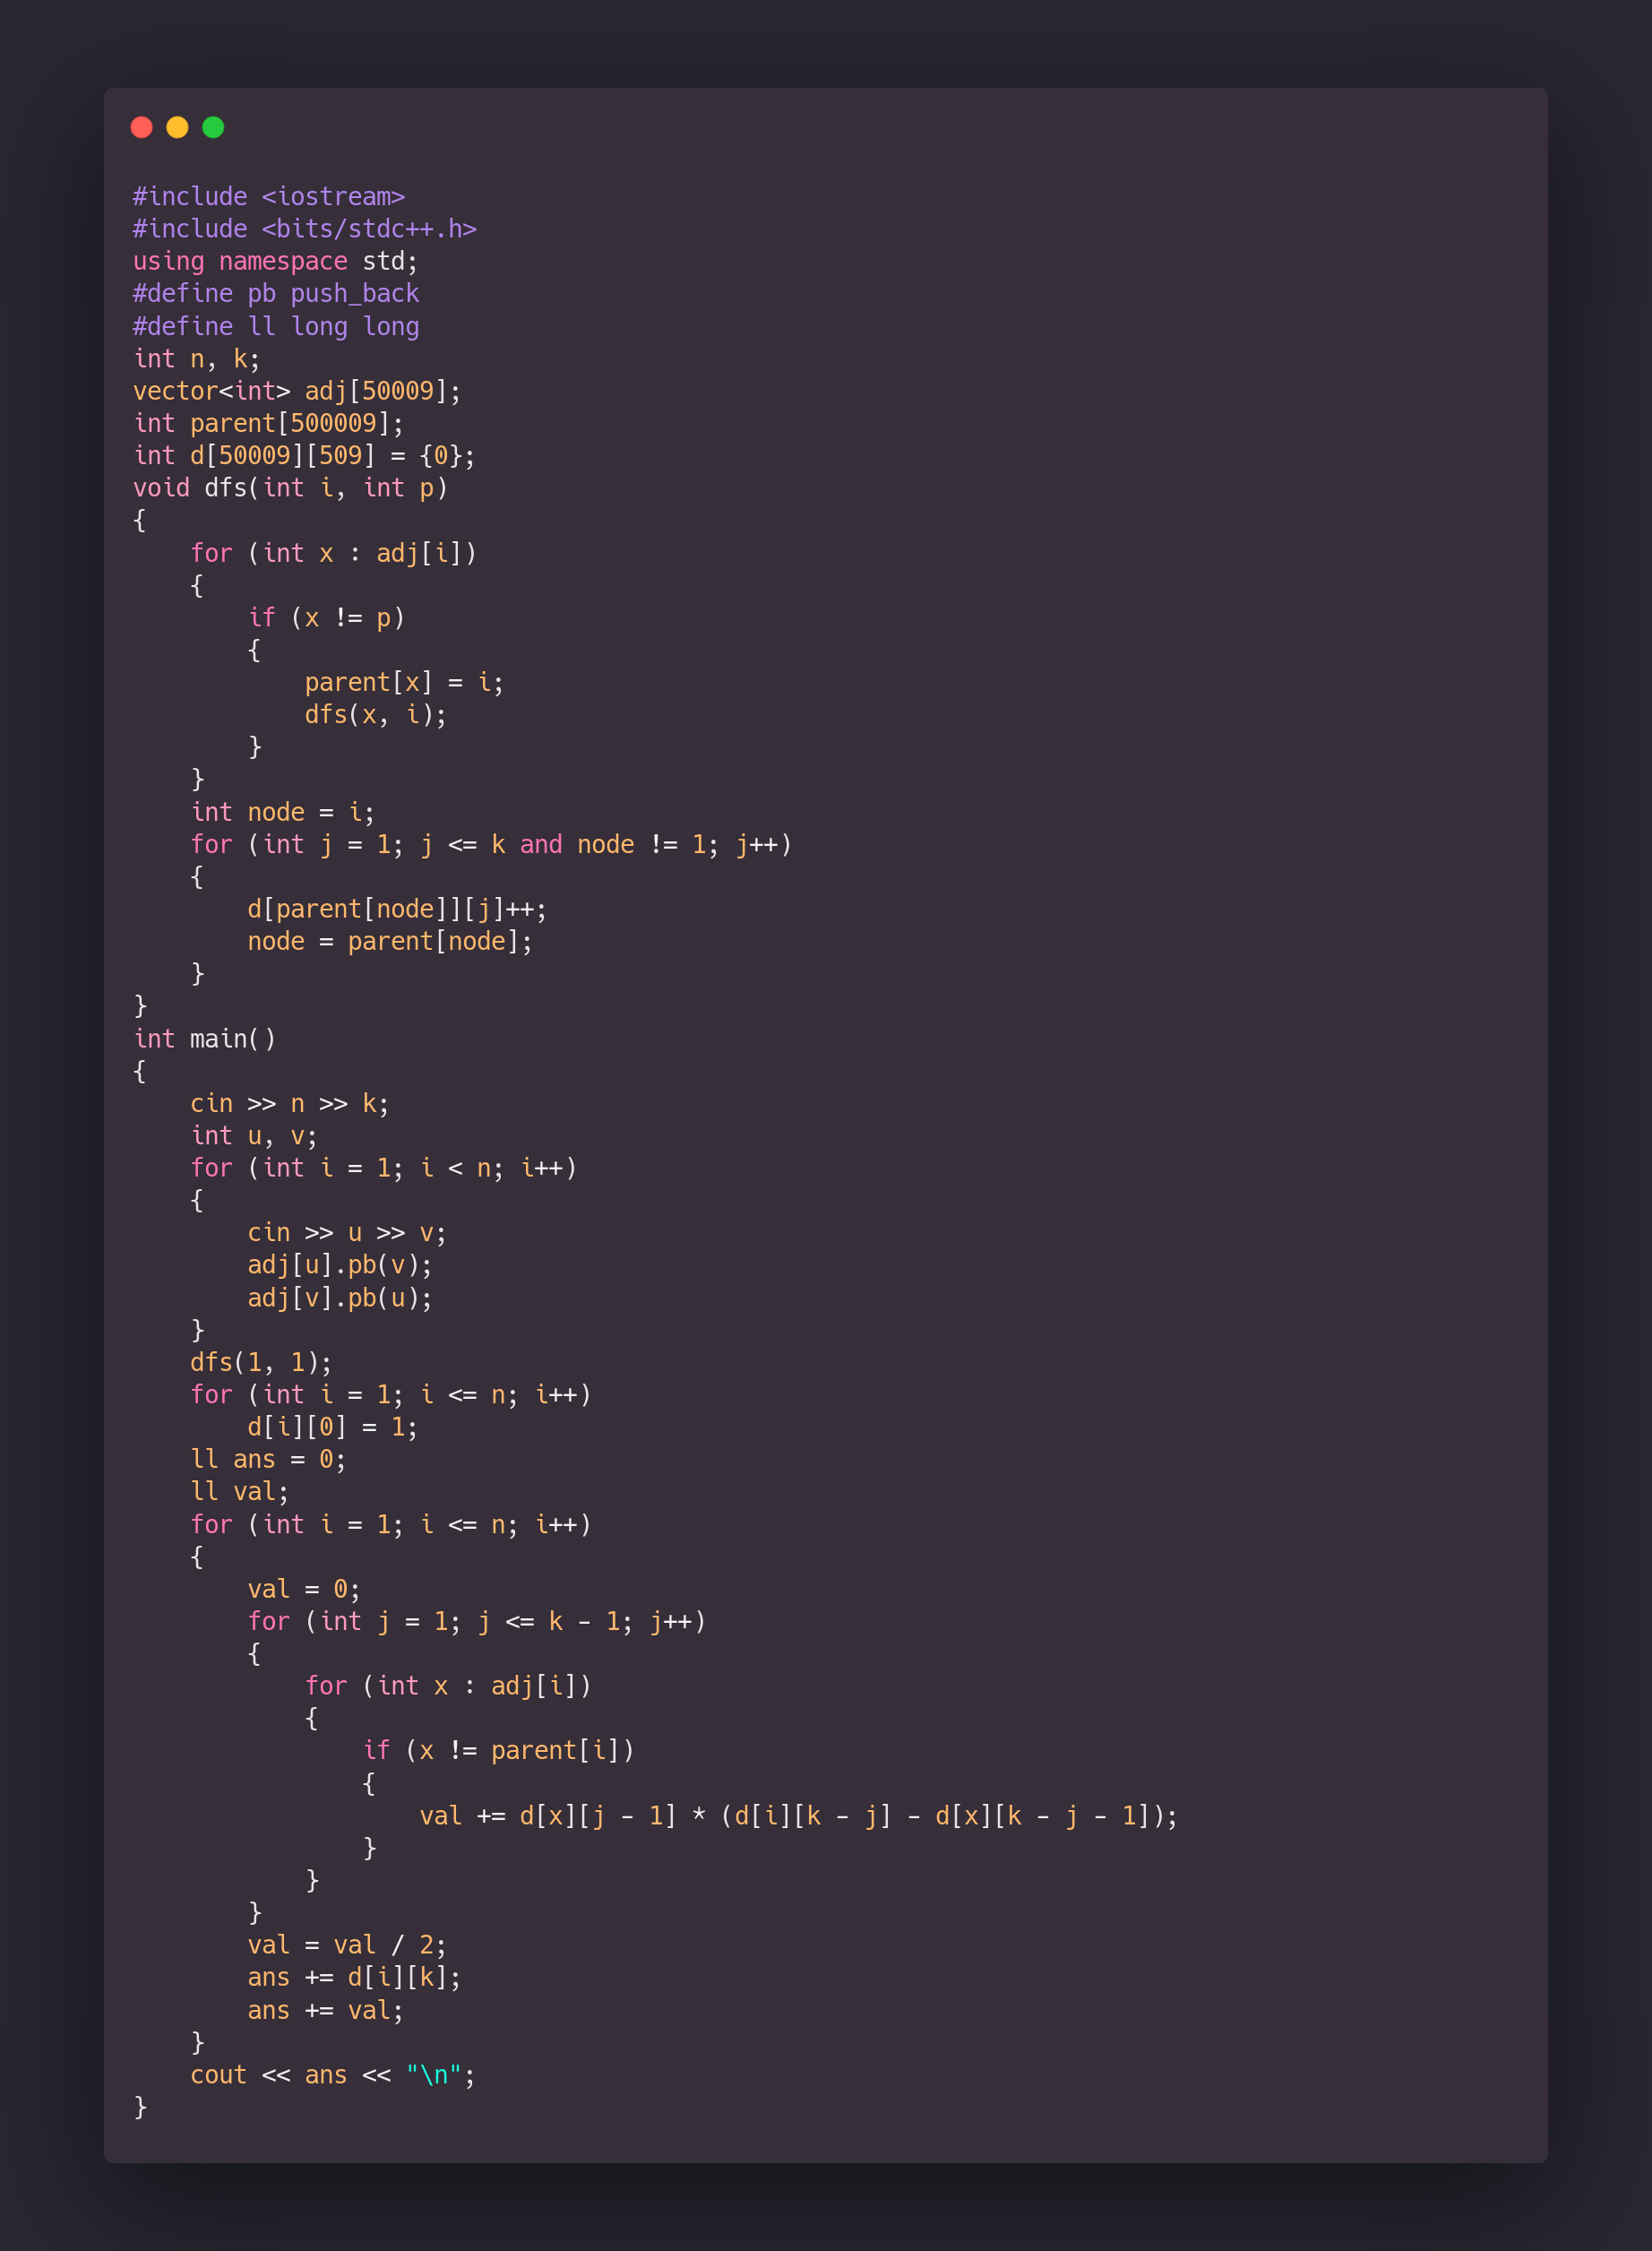 #include <iostream>
#include <bits/stdc++.h>
using namespace std;
#define pb push_back
#define ll long long
int n, k;
vector<int> adj[50009];
int parent[500009];
int d[50009][509] = {0};
void dfs(int i, int p)
{
    for (int x : adj[i])
    {
        if (x != p)
        {
            parent[x] = i;
            dfs(x, i);
        }
    }
    int node = i;
    for (int j = 1; j <= k and node != 1; j++)
    {
        d[parent[node]][j]++;
        node = parent[node];
    }
}
int main()
{
    cin >> n >> k;
    int u, v;
    for (int i = 1; i < n; i++)
    {
        cin >> u >> v;
        adj[u].pb(v);
        adj[v].pb(u);
    }
    dfs(1, 1);
    for (int i = 1; i <= n; i++)
        d[i][0] = 1;
    ll ans = 0;
    ll val;
    for (int i = 1; i <= n; i++)
    {
        val = 0;
        for (int j = 1; j <= k - 1; j++)
        {
            for (int x : adj[i])
            {
                if (x != parent[i])
                {
                    val += d[x][j - 1] * (d[i][k - j] - d[x][k - j - 1]);
                }
            }
        }
        val = val / 2;
        ans += d[i][k];
        ans += val;
    }
    cout << ans << "\n";
}